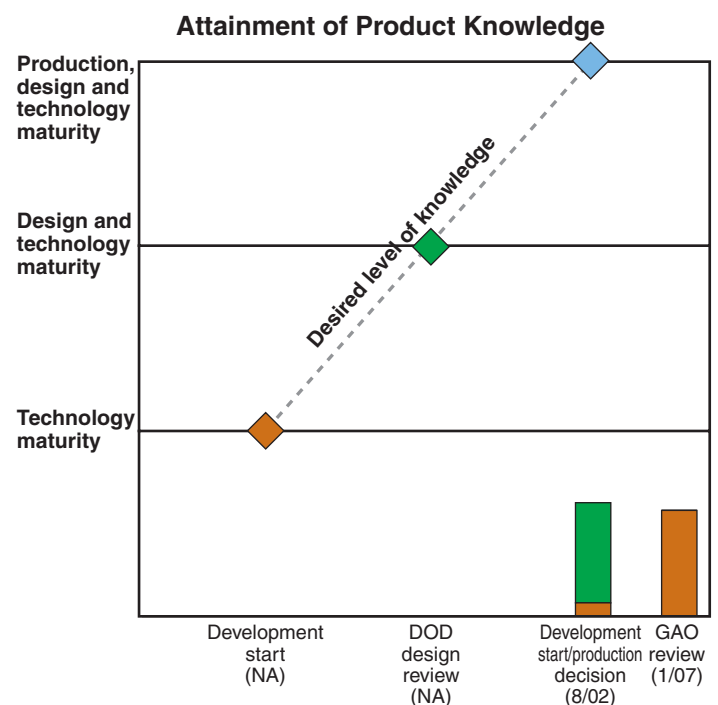 Attainment of Product Knowledge
Production,
design and
technology
maturity
Design and
technology
maturity
Technology
maturity
Desired level of knowledge
Development
start
(NA)
DOD
design
review
(NA)
Development
start/production
decision
(8/02)
GAO
review
(1/07)